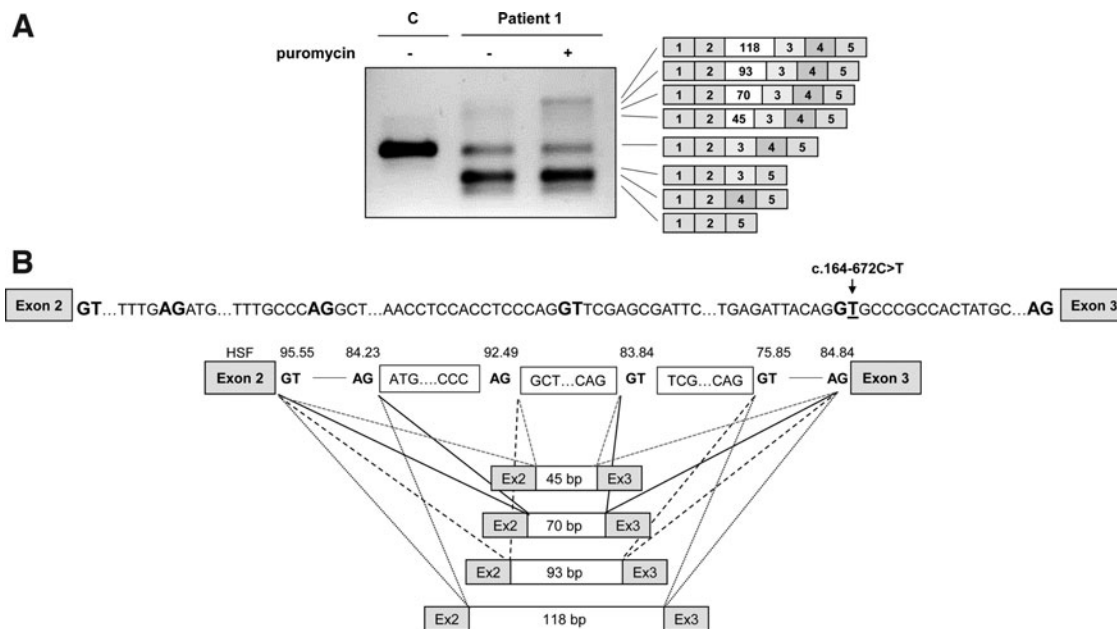 A
C Patient 1
puromycin - - +
1 2 118 3 4 5
1 2 93 3 4 5
1 2 70 3 4 5
1 2 45 3 4 5
1 2 3 4 5
1 2 3 5
1 2 4 5
1 2 5
B
c.164-672C>T
Exon 2 GT...TTTGAGATG...TTTGCCCAGGCT...AACCTCCACCTCCCAGGTTCGAGCGATTC...TGAGATTACAGGTGCCCGCCACTATGC...AG Exon 3
HSF 95.55 84.23 92.49 83.84 75.85 84.84
Exon 2 GT AG ATG....CCC AG GCT...CAG GT TCG...CAG GT AG Exon 3
Ex2 45 bp Ex3
Ex2 70 bp Ex3
Ex2 93 bp Ex3
Ex2 118 bp Ex3